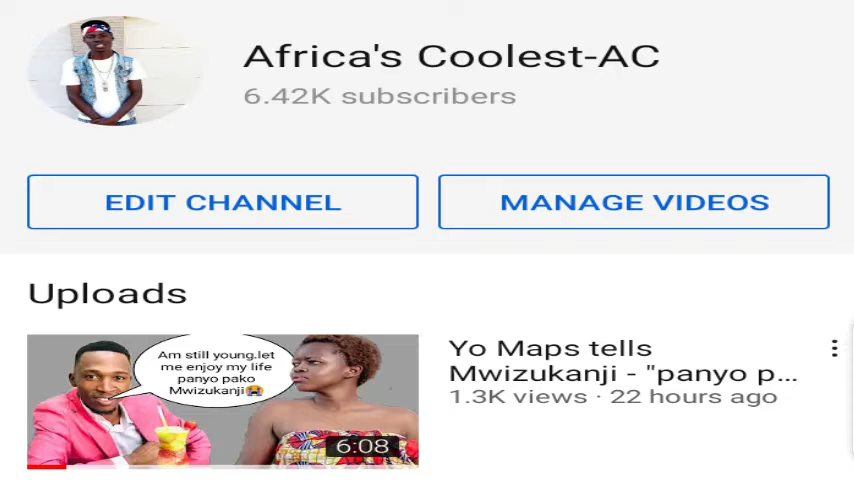 Africa's Coolest-AC
6.42K subscribers
EDIT CHANNEL
MANAGE VIDEOS
Uploads
Am still young.let
me enjoy my life
panyo pako
Mwizukanji😭
6:08
Yo Maps tells
Mwizukanji - "panyo p...
1.3K views · 22 hours ago